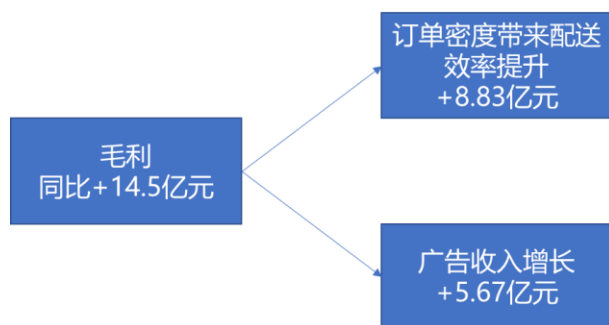 订单密度带来配送
效率提升
+8.83亿元
毛利
同比+14.5亿元
广告收入增长
+5.67亿元